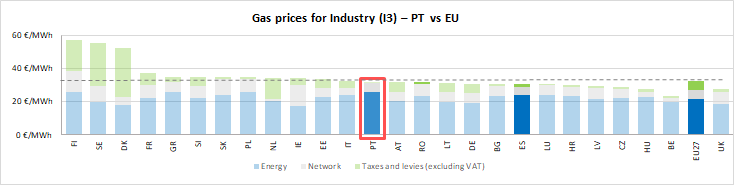 Gas prices for Industry (I3) – PT vs EU
60 €/MWh
40 €/MWh
20 €/MWh
0 €/MWh
FI SE DK FR GR SI SK PL NL IE EE IT PT AT RO LT DE BG ES LU HR LV CZ HU BE EU27 UK
Energy Network Taxes and levies (excluding VAT)